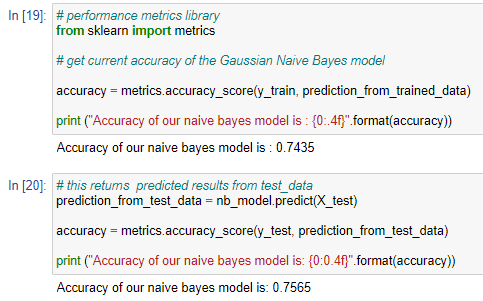 In [19]: # performance metrics library
from sklearn import metrics
# get current accuracy of the Gaussian Naive Bayes model
accuracy = metrics.accuracy_score(y_train, prediction_from_trained_data)
print ("Accuracy of our naive bayes model is : {0:.4f}".format(accuracy))
Accuracy of our naive bayes model is : 0.7435
In [20]: # this returns  predicted results from test_data
prediction_from_test_data = nb_model.predict(X_test)
accuracy = metrics.accuracy_score(y_test, prediction_from_test_data)
print ("Accuracy of our naive bayes model is: {0:0.4f}".format(accuracy))
Accuracy of our naive bayes model is: 0.7565